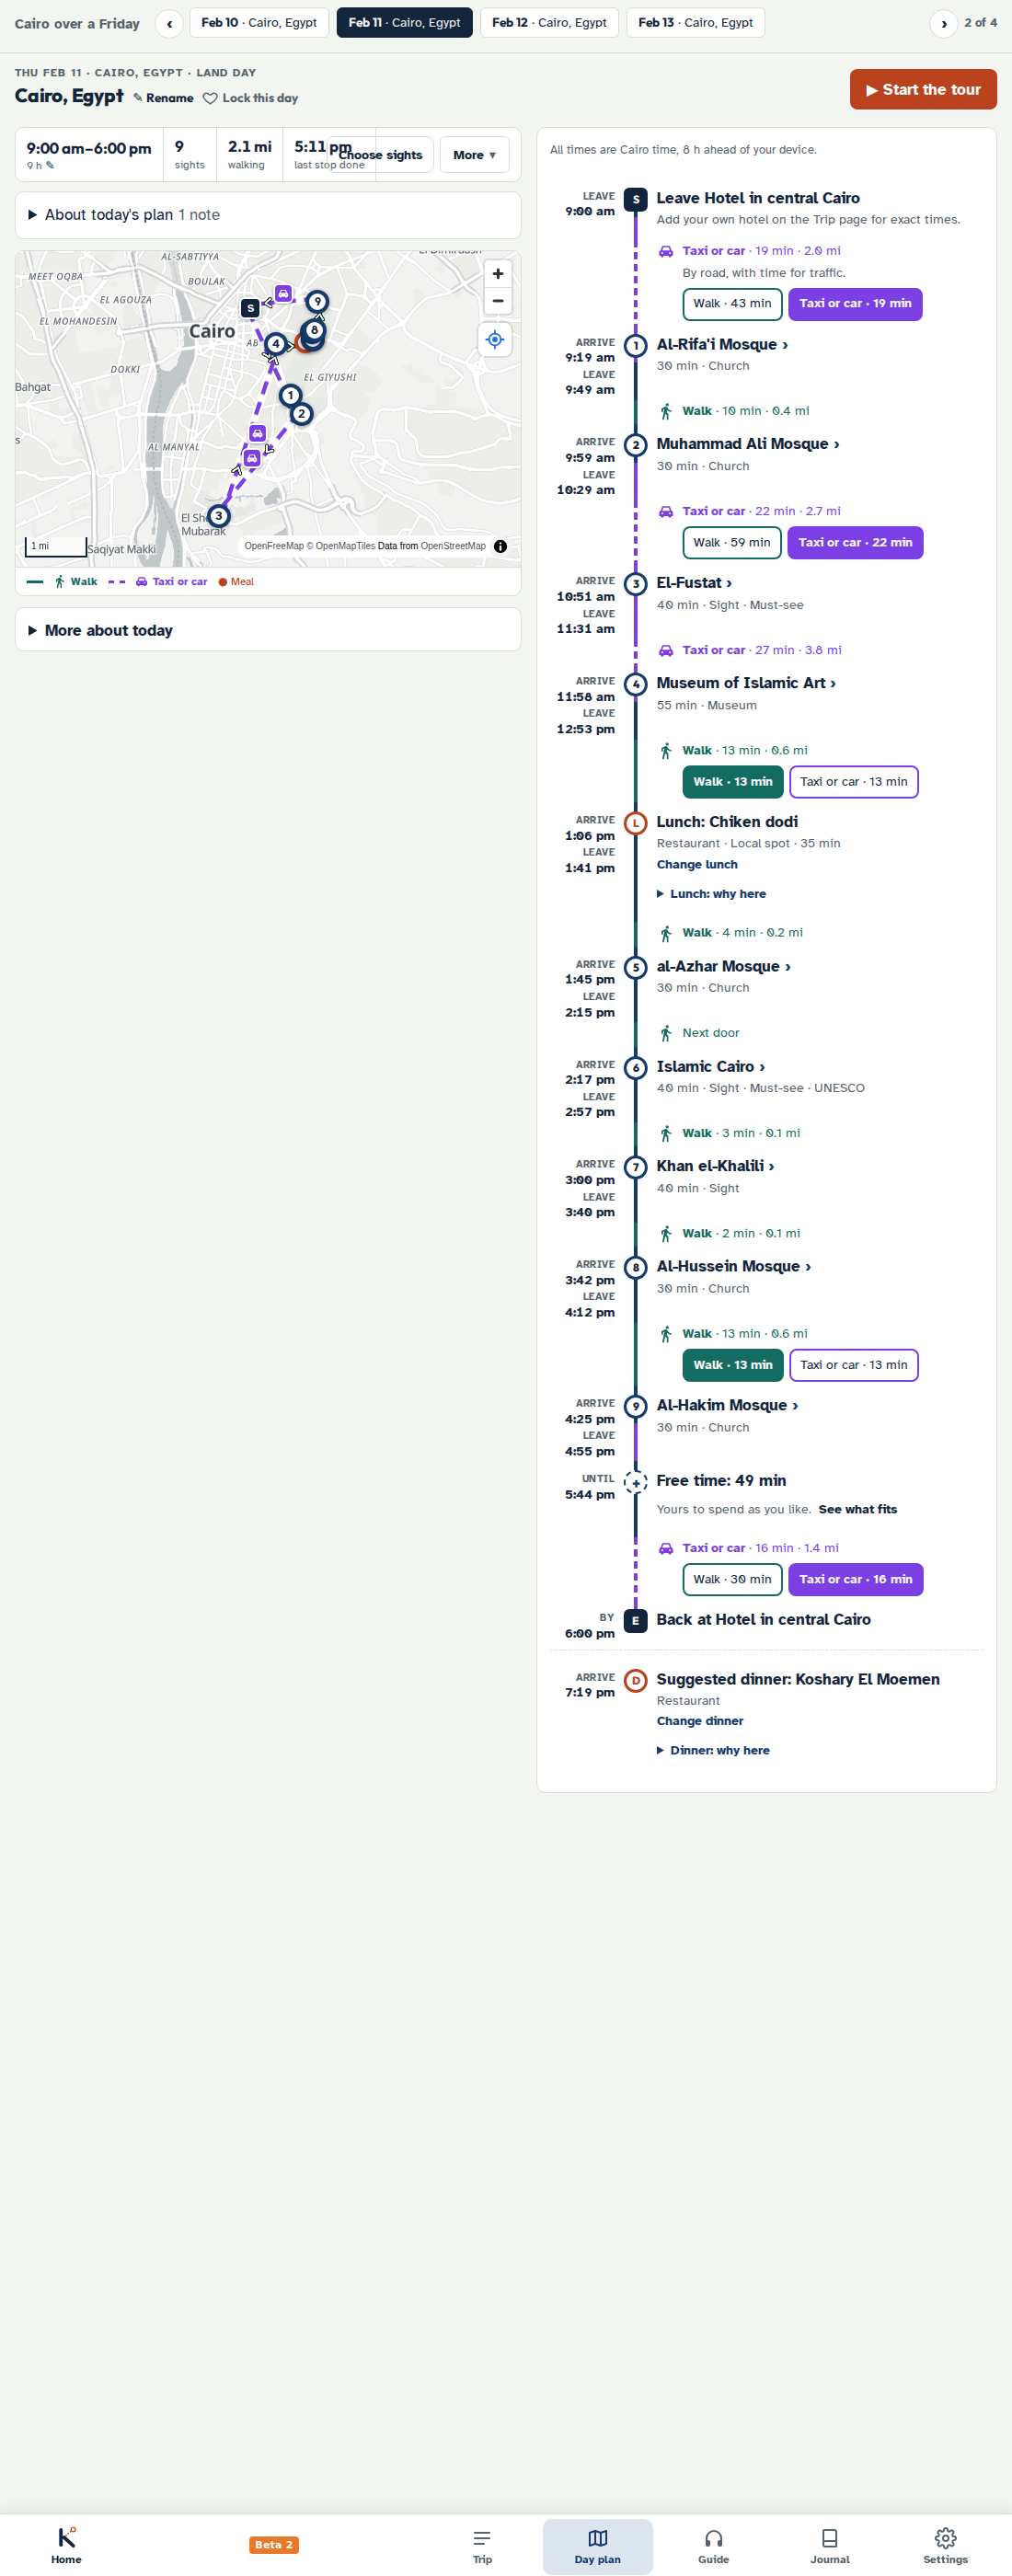 Cairo over a Friday
‹
Feb 10 · Cairo, Egypt
Feb 11 · Cairo, Egypt
Feb 12 · Cairo, Egypt
Feb 13 · Cairo, Egypt
›
2 of 4
THU FEB 11 · CAIRO, EGYPT · LAND DAY
Cairo, Egypt
✎ Rename
Lock this day
▶ Start the tour
9:00 am–6:00 pm
9 h ✎
9
sights
2.1 mi
walking
5:11 pm
last stop done
Choose sights
More ▼
▶ About today's plan 1 note
AL-SABTIYYA
MEET OQBA
BOULAK
EL AGOUZA
EL MOHANDESIN
Cairo
AB
EL GIYUSHI
DOKKI
Bahgat
s
AL MANYAL
El She
Mubarak
Saqiyat Makki
S
9
8
4
1
2
3
+
−
1 mi
OpenFreeMap © OpenMapTiles Data from OpenStreetMap
Walk
Taxi or car
Meal
▶ More about today
All times are Cairo time, 8 h ahead of your device.
LEAVE
9:00 am
S
Leave Hotel in central Cairo
Add your own hotel on the Trip page for exact times.
Taxi or car · 19 min · 2.0 mi
By road, with time for traffic.
Walk · 43 min
Taxi or car · 19 min
ARRIVE
9:19 am
LEAVE
9:49 am
1
Al-Rifa'i Mosque ›
30 min · Church
Walk · 10 min · 0.4 mi
ARRIVE
9:59 am
LEAVE
10:29 am
2
Muhammad Ali Mosque ›
30 min · Church
Taxi or car · 22 min · 2.7 mi
Walk · 59 min
Taxi or car · 22 min
ARRIVE
10:51 am
LEAVE
11:31 am
3
El-Fustat ›
40 min · Sight · Must-see
Taxi or car · 27 min · 3.8 mi
ARRIVE
11:58 am
LEAVE
12:53 pm
4
Museum of Islamic Art ›
55 min · Museum
Walk · 13 min · 0.6 mi
Walk · 13 min
Taxi or car · 13 min
ARRIVE
1:06 pm
LEAVE
1:41 pm
L
Lunch: Chiken dodi
Restaurant · Local spot · 35 min
Change lunch
▶ Lunch: why here
Walk · 4 min · 0.2 mi
ARRIVE
1:45 pm
LEAVE
2:15 pm
5
al-Azhar Mosque ›
30 min · Church
Next door
ARRIVE
2:17 pm
LEAVE
2:57 pm
6
Islamic Cairo ›
40 min · Sight · Must-see · UNESCO
Walk · 3 min · 0.1 mi
ARRIVE
3:00 pm
LEAVE
3:40 pm
7
Khan el-Khalili ›
40 min · Sight
Walk · 2 min · 0.1 mi
ARRIVE
3:42 pm
LEAVE
4:12 pm
8
Al-Hussein Mosque ›
30 min · Church
Walk · 13 min · 0.6 mi
Walk · 13 min
Taxi or car · 13 min
ARRIVE
4:25 pm
LEAVE
4:55 pm
9
Al-Hakim Mosque ›
30 min · Church
UNTIL
5:44 pm
+
Free time: 49 min
Yours to spend as you like. See what fits
Taxi or car · 16 min · 1.4 mi
Walk · 30 min
Taxi or car · 16 min
BY
6:00 pm
E
Back at Hotel in central Cairo
ARRIVE
7:19 pm
D
Suggested dinner: Koshary El Moemen
Restaurant
Change dinner
▶ Dinner: why here
Home
Beta 2
Trip
Day plan
Guide
Journal
Settings